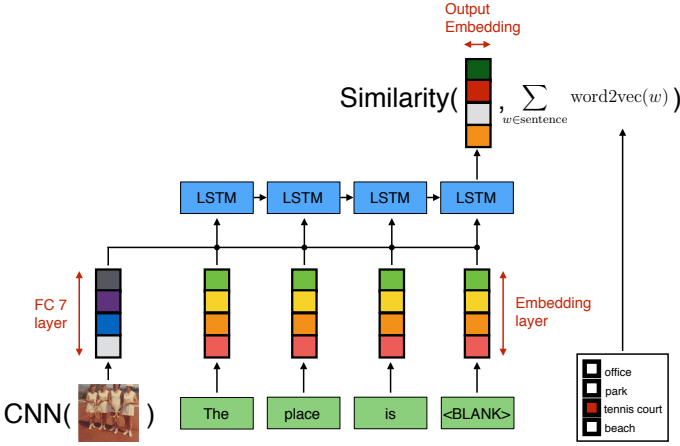 Output
Embedding
Similarity( , ∑ word2vec(w) )
w∈sentence
LSTM LSTM LSTM LSTM
FC 7
layer
Embedding
layer
CNN( )
The place is <BLANK>
office
park
tennis court
beach